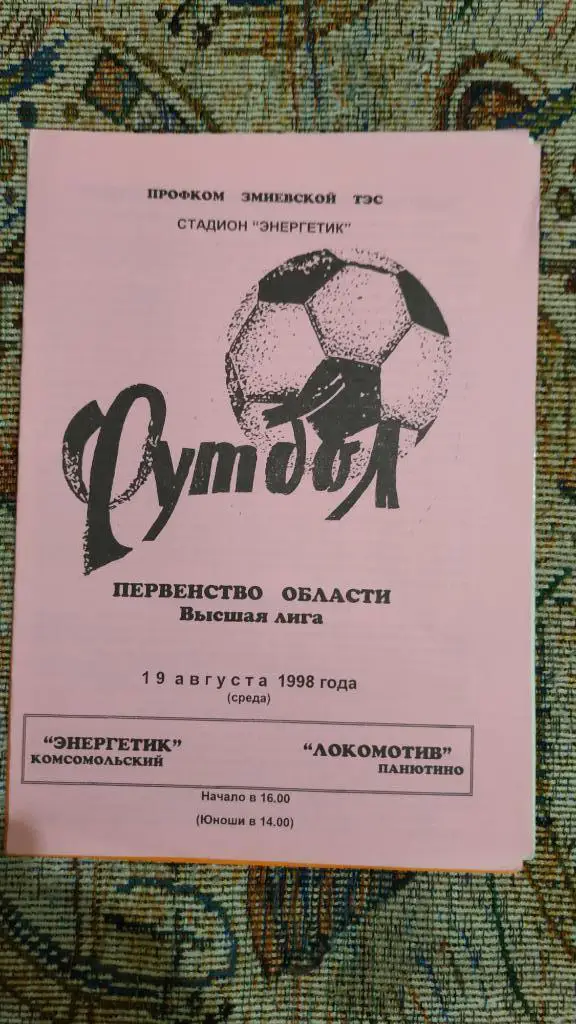 ПРОФКОМ ЗМИЕВСКОЙ ТЭС
СТАДИОН "ЭНЕРГЕТИК"
Футбол
ПЕРВЕНСТВО ОБЛАСТИ
Высшая лига
19 августа 1998 года
(среда)
"ЭНЕРГЕТИК" "ЛОКОМОТИВ"
КОМСОМОЛЬСКИЙ ПАНЮТИНО
Начало в 16.00
(Юноши в 14.00)